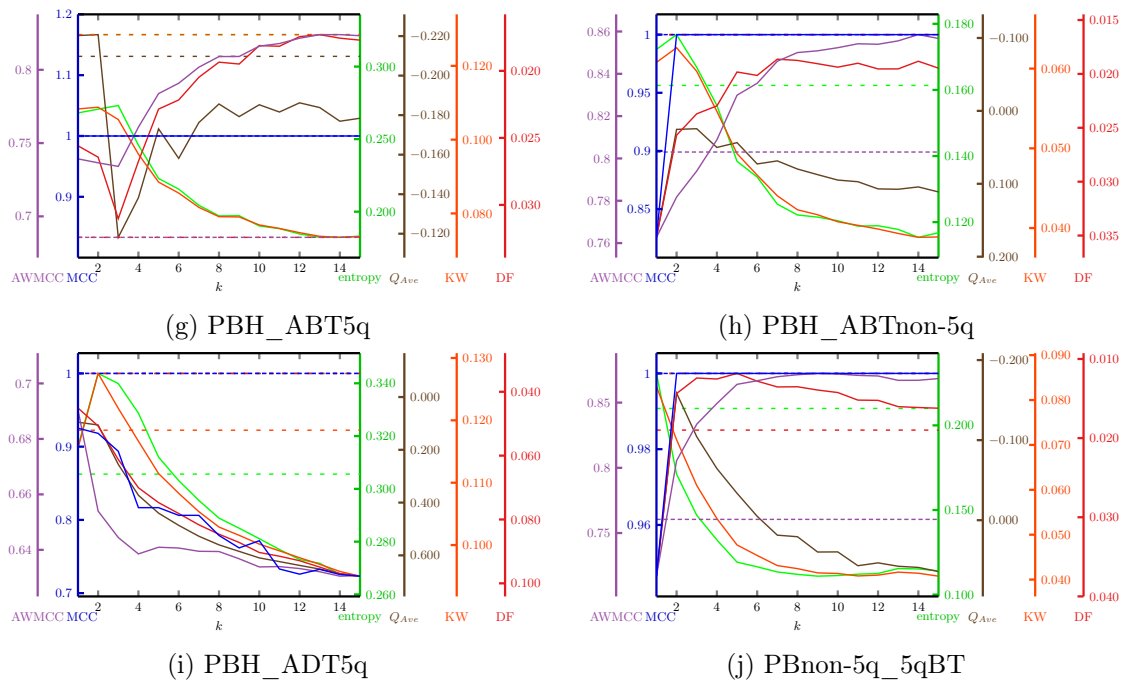 1.2 −0.220 0.180 0.015
0.8 1.1 0.300 −0.200 0.120 0.020
1.15 −0.180 0.86 1 0.160 −0.100 0.060 0.020
0.75 1 −0.160 0.100 0.025 0.84 0.95 0.000 0.025
0.9 −0.140 0.82 0.9 0.140 0.050 0.030
0.7 0.200 −0.120 0.080 0.030 0.8 0.85 0.120 0.100 0.040 0.035
0.78 0.76 0.200
2 4 6 8 10 12 14 2 4 6 8 10 12 14
AWMCC MCC k entropy Q_Ave KW DF AWMCC MCC k entropy Q_Ave KW DF
(g) PBH_ABT5q (h) PBH_ABTnon-5q
0.7 1 0.340 0.000 0.130 0.040 0.85 1 0.200 −0.200 0.090 0.010
0.68 0.9 0.320 0.200 0.120 0.060 0.8 0.98 −0.100 0.080 0.020
0.66 0.8 0.300 0.400 0.110 0.080 0.75 0.96 0.150 0.000 0.070 0.030
0.64 0.7 0.280 0.600 0.100 0.100 0.100 0.060 0.040
0.260 0.050 0.040
2 4 6 8 10 12 14 2 4 6 8 10 12 14
AWMCC MCC k entropy Q_Ave KW DF AWMCC MCC k entropy Q_Ave KW DF
(i) PBH_ADT5q (j) PBnon-5q_5qBT